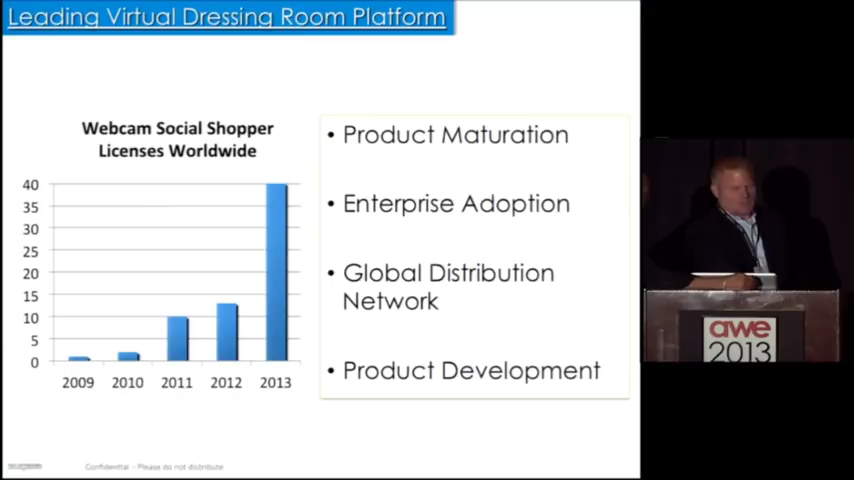 Leading Virtual Dressing Room Platform
Webcam Social Shopper
Licenses Worldwide
40
35
30
25
20
15
10
5
0
2009 2010 2011 2012 2013
• Product Maturation
• Enterprise Adoption
• Global Distribution
Network
• Product Development
Confidential - Please do not distribute
awe
2013